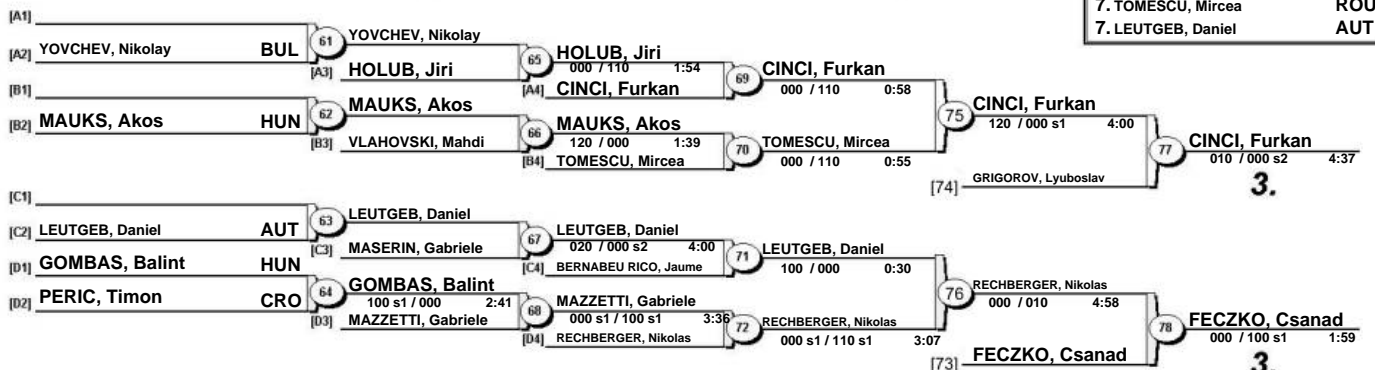 7. TOMESCU, Mircea ROU
7. LEUTGEB, Daniel AUT
[A1]
[A2] YOVCHEV, Nikolay BUL
61
YOVCHEV, Nikolay
[A3] HOLUB, Jiri
65
HOLUB, Jiri
000 / 110 1:54
[A4] CINCI, Furkan
69
CINCI, Furkan
000 / 110 0:58
[B1]
[B2] MAUKS, Akos HUN
62
MAUKS, Akos
[B3] VLAHOVSKI, Mahdi
66
MAUKS, Akos
120 / 000 1:39
[B4] TOMESCU, Mircea
70
TOMESCU, Mircea
000 / 110 0:55
75
CINCI, Furkan
120 / 000 s1 4:00
[74] GRIGOROV, Lyuboslav
77
CINCI, Furkan
010 / 000 s2 4:37
3.
[C1]
[C2] LEUTGEB, Daniel AUT
63
LEUTGEB, Daniel
[C3] MASERIN, Gabriele
67
LEUTGEB, Daniel
020 / 000 s2 4:00
[C4] BERNABEU RICO, Jaume
71
LEUTGEB, Daniel
100 / 000 0:30
[D1] GOMBAS, Balint HUN
[D2] PERIC, Timon CRO
64
GOMBAS, Balint
100 s1 / 000 2:41
[D3] MAZZETTI, Gabriele
68
MAZZETTI, Gabriele
000 s1 / 100 s1 3:36
[D4] RECHBERGER, Nikolas
72
RECHBERGER, Nikolas
000 s1 / 110 s1 3:07
76
RECHBERGER, Nikolas
000 / 010 4:58
[73] FECZKO, Csanad
78
FECZKO, Csanad
000 / 100 s1 1:59
3.